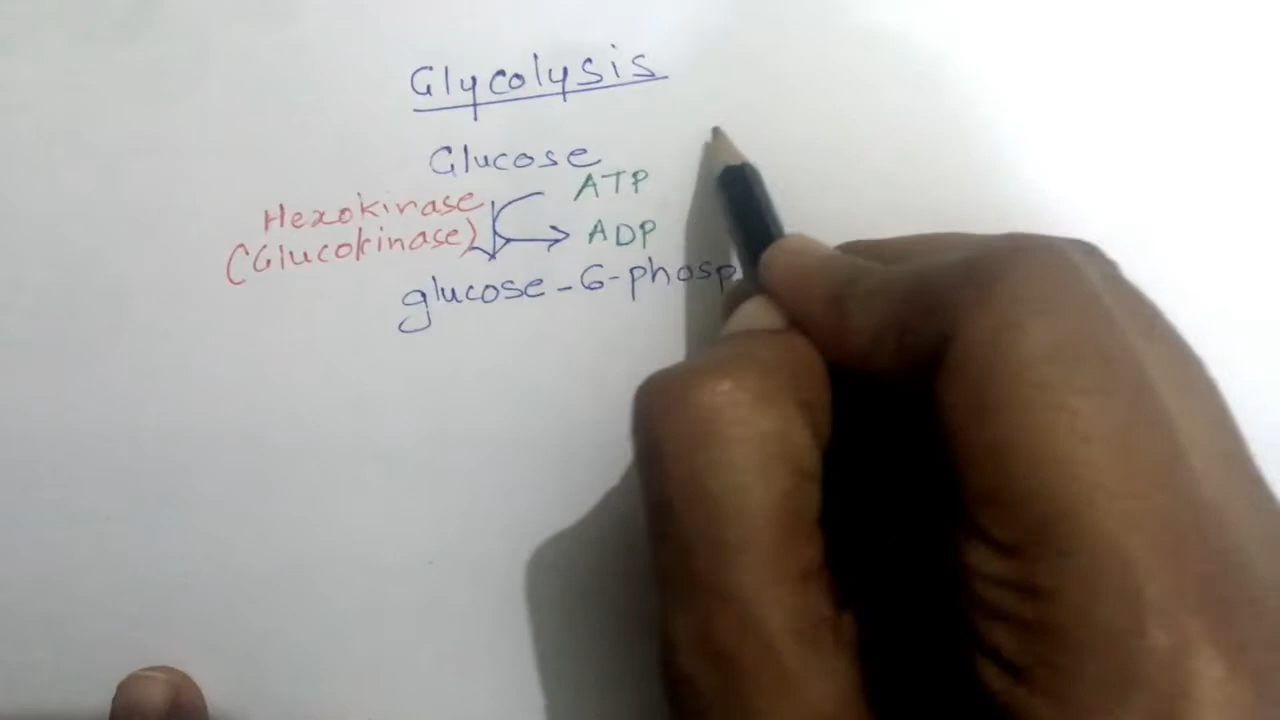 Glycolysis
Glucose
ATP
Hexokinase
(Glucokinase)
ADP
glucose-6-phosp